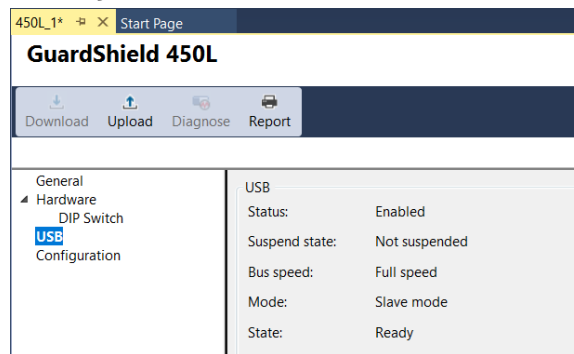 450L_1* Start Page
GuardShield 450L
Download Upload Diagnose Report
General
Hardware
DIP Switch
USB
Configuration
USB
Status: Enabled
Suspend state: Not suspended
Bus speed: Full speed
Mode: Slave mode
State: Ready